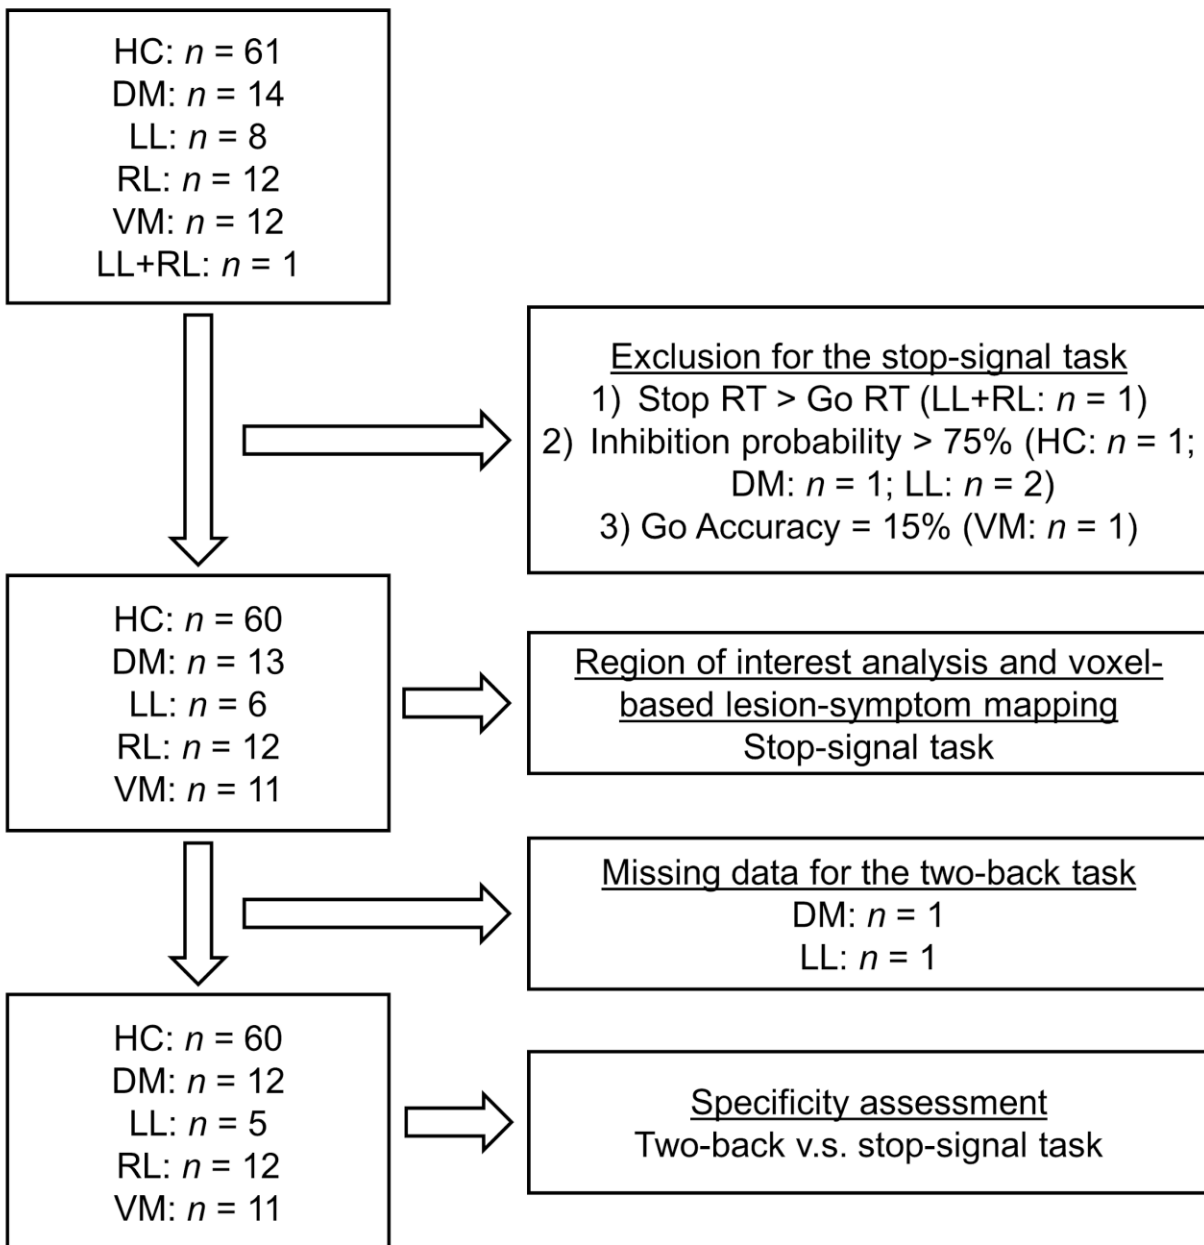 HC: n = 61
DM: n = 14
LL: n = 8
RL: n = 12
VM: n = 12
LL+RL: n = 1
Exclusion for the stop-signal task
1) Stop RT > Go RT (LL+RL: n = 1)
2) Inhibition probability > 75% (HC: n = 1;
DM: n = 1; LL: n = 2)
3) Go Accuracy = 15% (VM: n = 1)
HC: n = 60
DM: n = 13
LL: n = 6
RL: n = 12
VM: n = 11
Region of interest analysis and voxel-
based lesion-symptom mapping
Stop-signal task
Missing data for the two-back task
DM: n = 1
LL: n = 1
HC: n = 60
DM: n = 12
LL: n = 5
RL: n = 12
VM: n = 11
Specificity assessment
Two-back v.s. stop-signal task